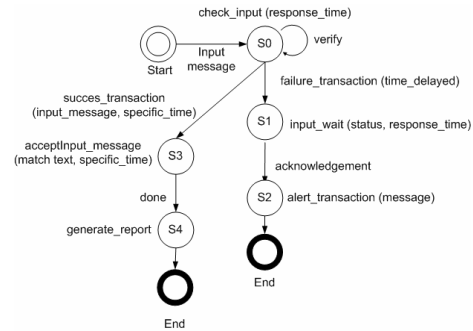 check_input (response_time)
S0
verify
Input
message
Start
failure_transaction (time_delayed)
succes_transaction
(input_message, specific_time)
S1
input_wait (status, response_time)
acceptInput_message
(match text, specific_time)
S3
acknowledgement
done
S2
alert_transaction (message)
generate_report
S4
End
End